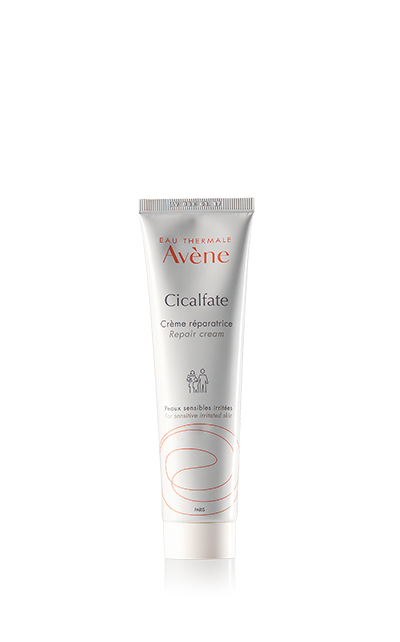 EAU THERMALE
Avène
Cicalfate
Crème réparatrice
Repair cream
Peaux sensibles irritées
For sensitive irritated skin
PARIS